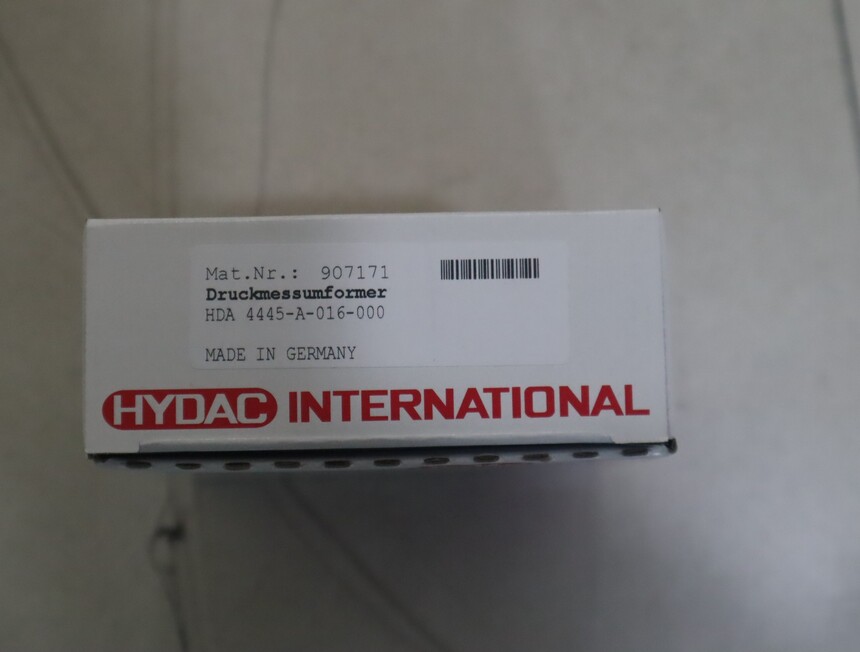 Mat.Nr.: 907171
Druckmessumformer
HDA 4445-A-016-000
MADE IN GERMANY
HYDAC INTERNATIONAL